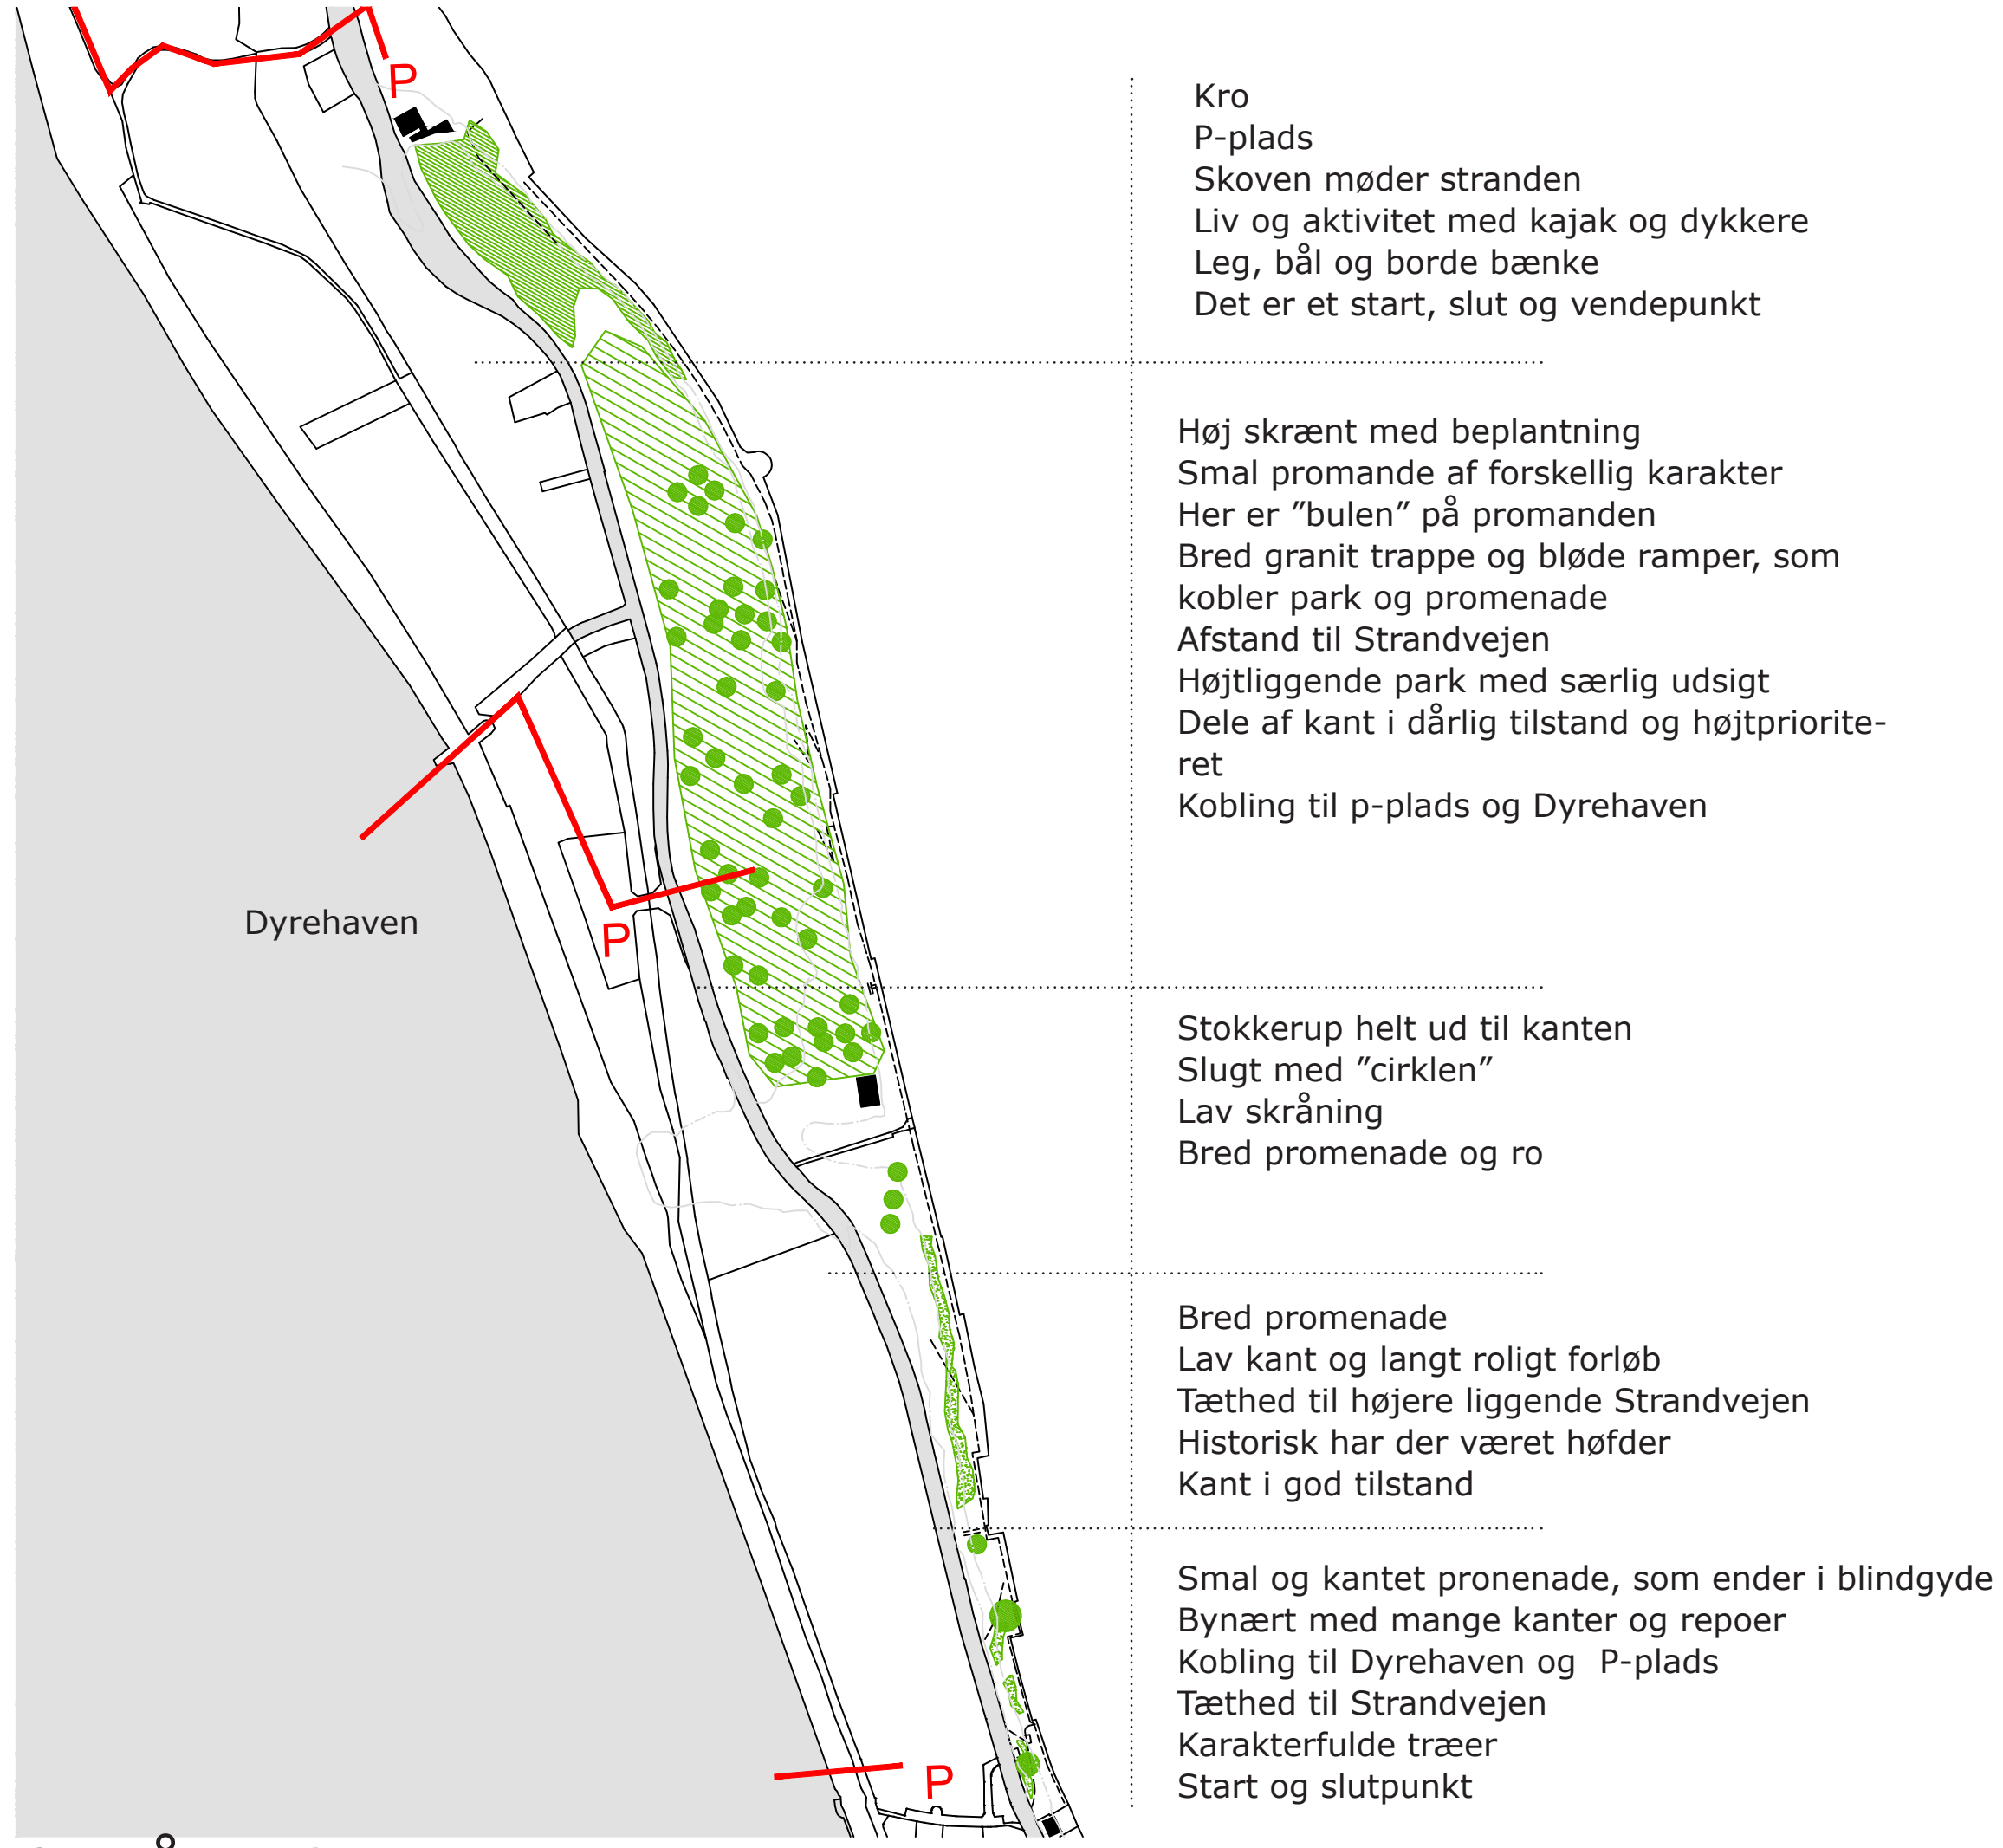 P
Kro
P-plads
Skoven møder stranden
Liv og aktivitet med kajak og dykkere
Leg, bål og borde bænke
Det er et start, slut og vendepunkt
Høj skrænt med beplantning
Smal promande af forskellig karakter
Her er ”bulen” på promanden
Bred granit trappe og bløde ramper, som
kobler park og promenade
Afstand til Strandvejen
Højtliggende park med særlig udsigt
Dele af kant i dårlig tilstand og højtpriorite-
ret
Kobling til p-plads og Dyrehaven
Dyrehaven
P
Stokkerup helt ud til kanten
Slugt med ”cirklen”
Lav skråning
Bred promenade og ro
Bred promenade
Lav kant og langt roligt forløb
Tæthed til højere liggende Strandvejen
Historisk har der været høfder
Kant i god tilstand
Smal og kantet pronenade, som ender i blindgyde
Bynært med mange kanter og repoer
Kobling til Dyrehaven og  P-plads
Tæthed til Strandvejen
Karakterfulde træer
Start og slutpunkt
P